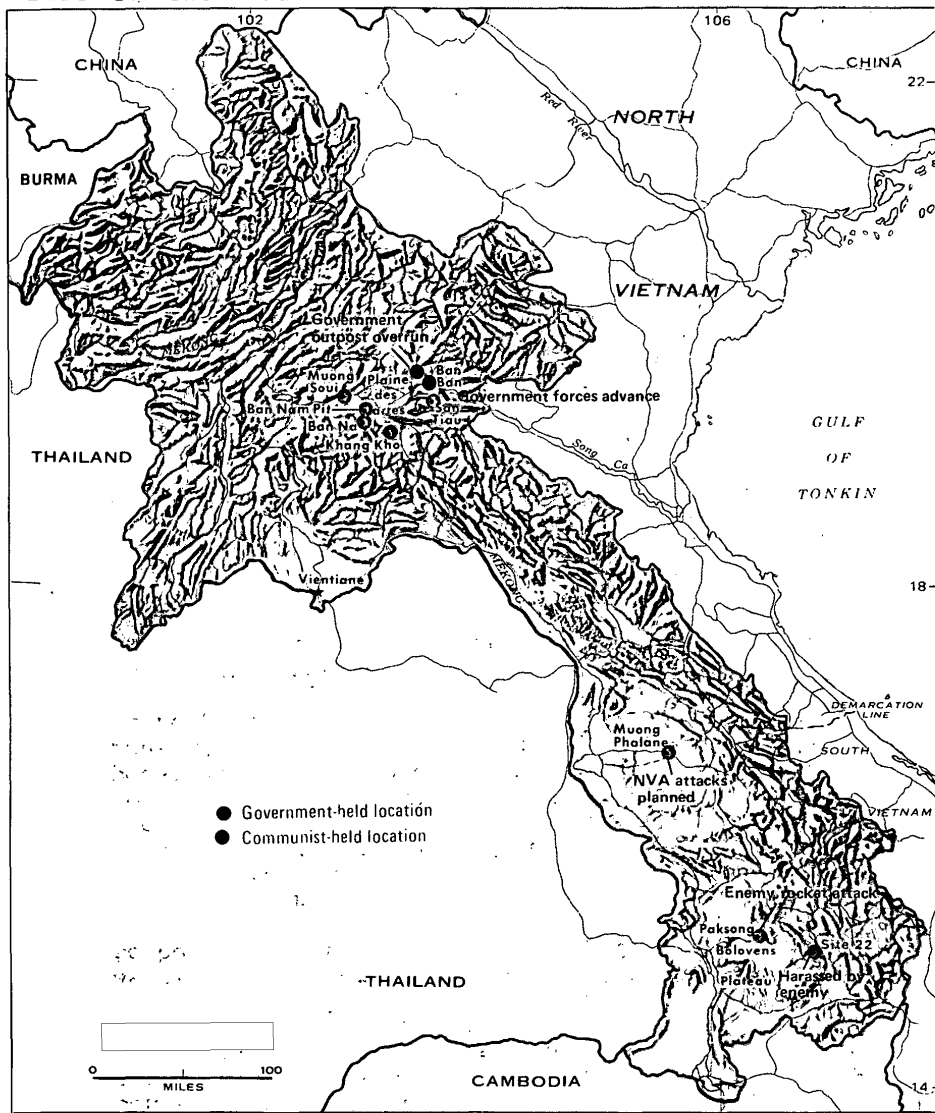 102
106
CHINA
CHINA
22
Red River
NORTH
BURMA
VIETNAM
MEKONG
Government
outpost overrun
Muong
Soui
Plaine
des
Jarres
Ban
Ban
San
Tiau
Government forces advance
Ban Nam Pit
Ban Na
Khang Kho
THAILAND
Song Ca
GULF
OF
TONKIN
Vientiane
MEKONG
18
DEMARCATION
LINE
SOUTH
VIETNAM
Muong
Phalane
NVA attacks
planned
Government-held location
Communist-held location
Enemy rocket attack
Paksong
Bolovens
Plateau
Site 22
Harassed by
enemy
THAILAND
0 100
MILES
CAMBODIA
14